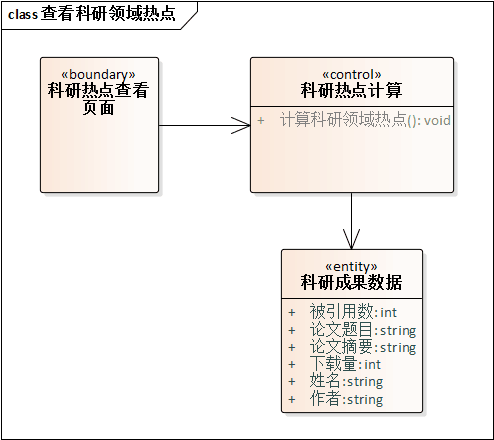 class 查看科研领域热点
«boundary»
科研热点查看
页面
«control»
科研热点计算
+ 计算科研领域热点(): void
«entity»
科研成果数据
+ 被引用数: int
+ 论文题目: string
+ 论文摘要: string
+ 下载量: int
+ 姓名: string
+ 作者: string